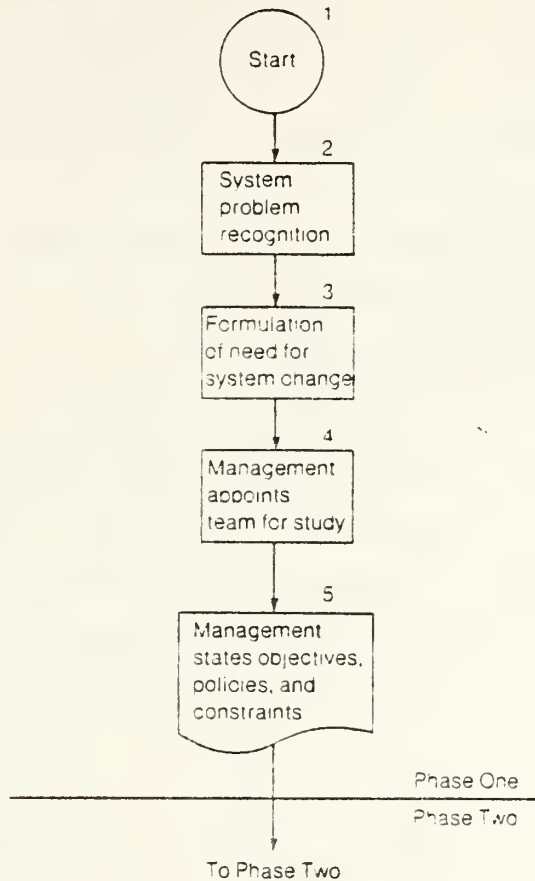 1
Start
2
System
problem
recognition
3
Formulation
of need for
system change
4
Management
appoints
team for study
5
Management
states objectives,
policies, and
constraints
Phase One
Phase Two
To Phase Two